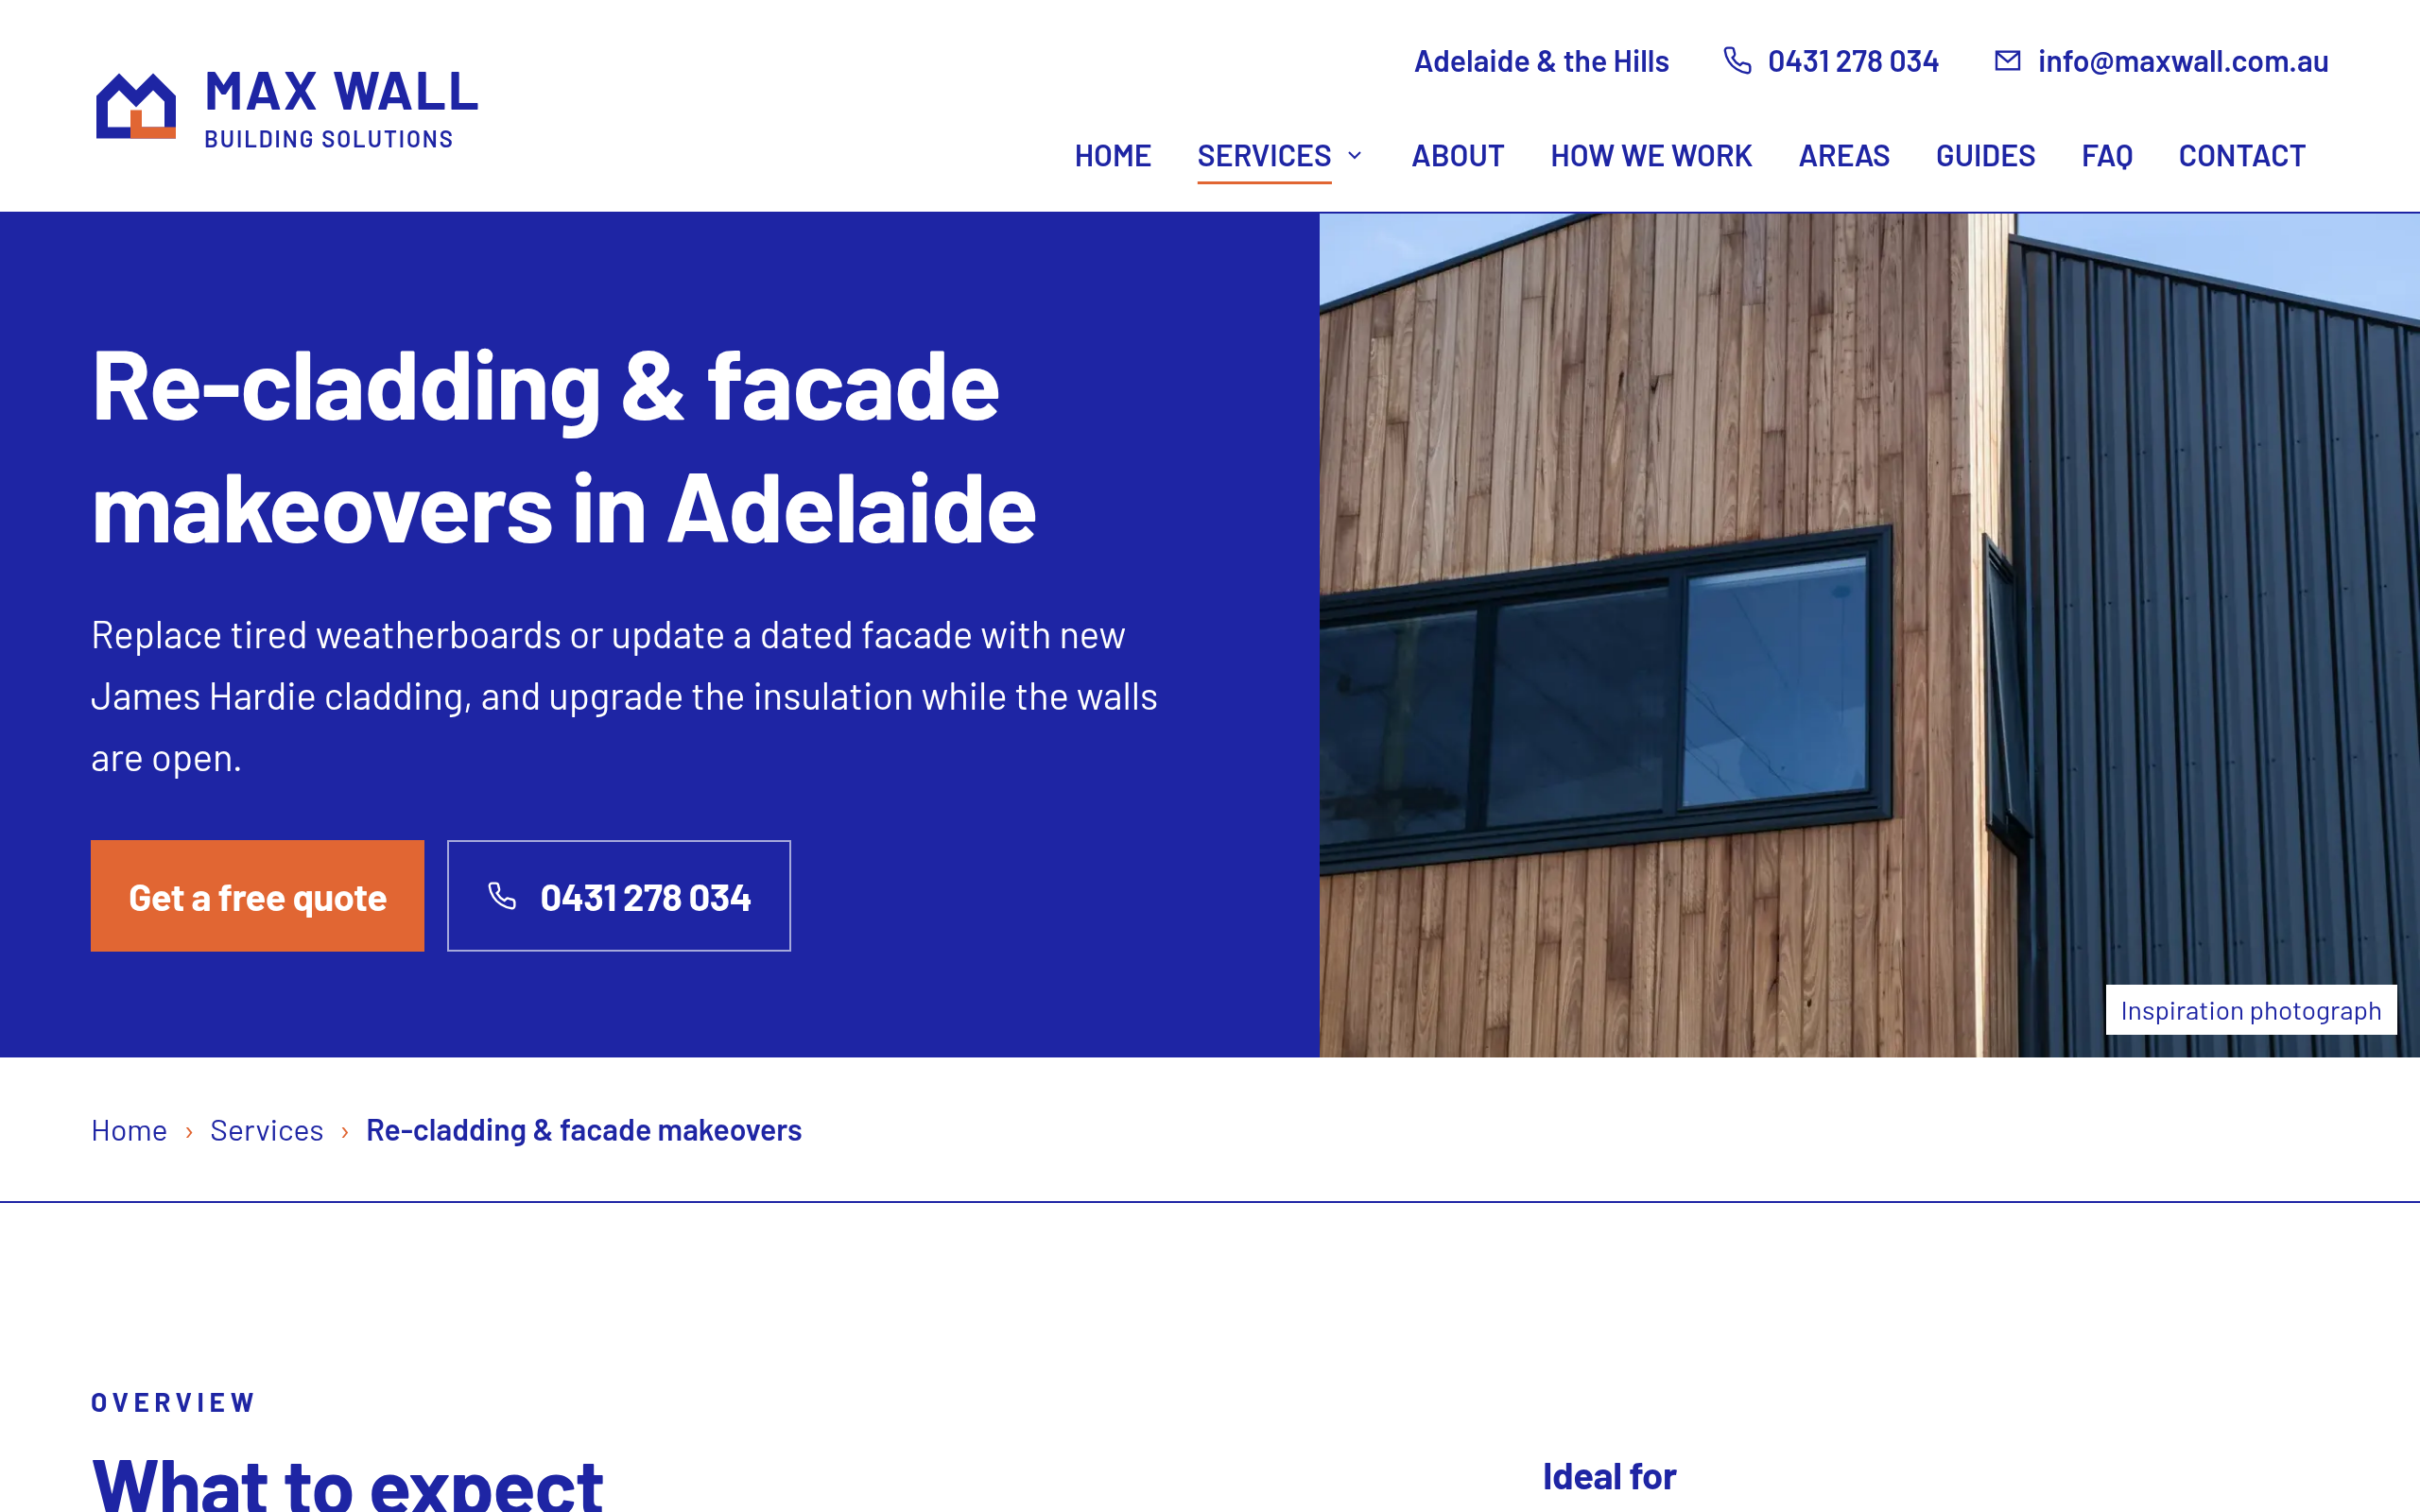 MAX WALL
BUILDING SOLUTIONS
Adelaide & the Hills 0431 278 034 info@maxwall.com.au
HOME SERVICES ABOUT HOW WE WORK AREAS GUIDES FAQ CONTACT
Re-cladding & facade
makeovers in Adelaide
Replace tired weatherboards or update a dated facade with new
James Hardie cladding, and upgrade the insulation while the walls
are open.
Get a free quote 0431 278 034
Inspiration photograph
Home › Services › Re-cladding & facade makeovers
OVERVIEW
What to expect
Ideal for